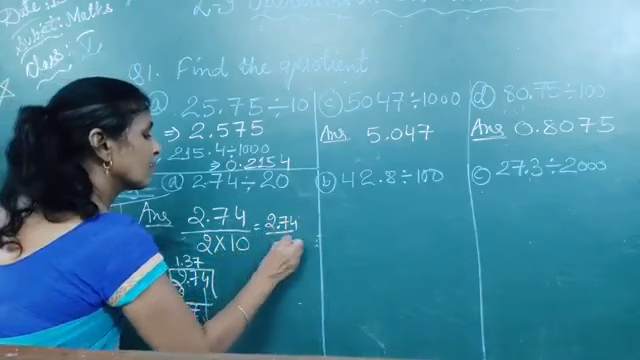 Subject: Maths
Class: V
Q1. Find the quotient
a 25.75÷10
⇒ 2.575
215.4÷1000
⇒ 0.2154
c 5047÷1000
Ans 5.047
d 80.75÷100
Ans 0.8075
a 2.74÷20
Ans 2.74 / 2×10 = 2.74
1.37
2.74
b 42.8÷100
c 27.3÷2000